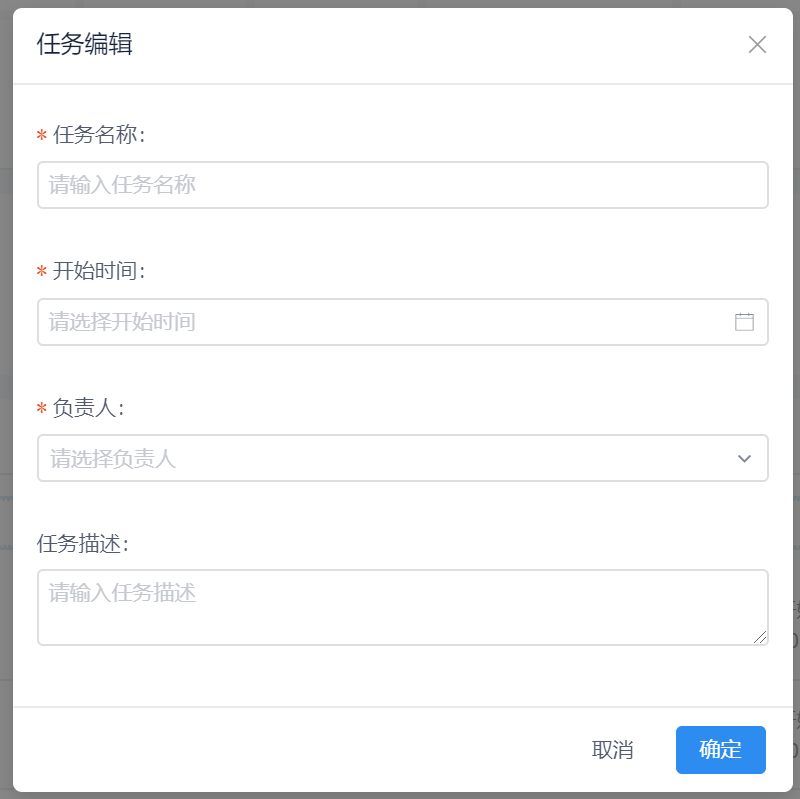 任务编辑
* 任务名称:
请输入任务名称
* 开始时间:
请选择开始时间
* 负责人:
请选择负责人
任务描述:
请输入任务描述
取消
确定